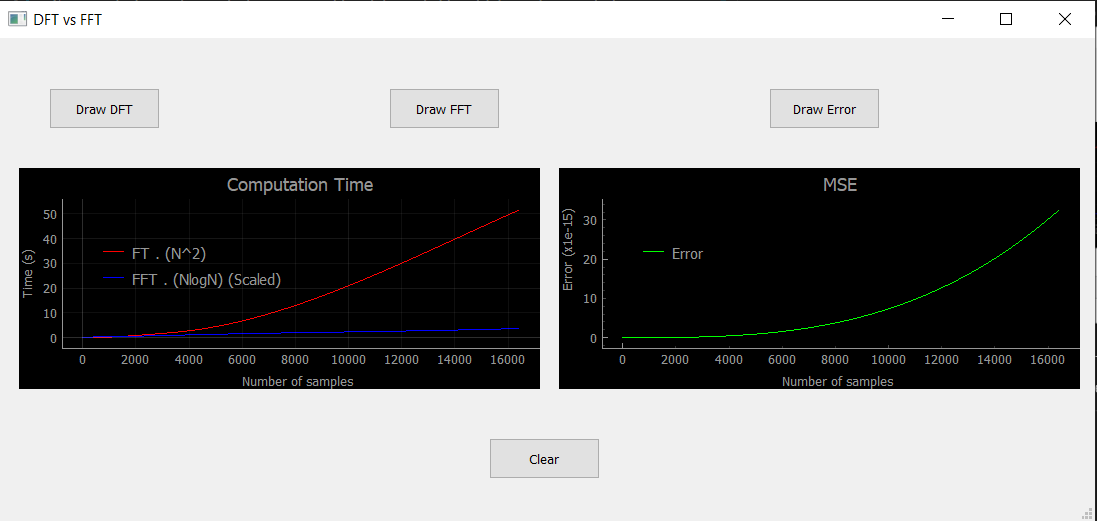 DFT vs FFT
Draw DFT
Draw FFT
Draw Error
Computation Time
50
40
30
20
10
0
Time (s)
FT . (N^2)
FFT . (NlogN) (Scaled)
0 2000 4000 6000 8000 10000 12000 14000 16000
Number of samples
MSE
30
20
10
0
Error (x1e-15)
Error
0 2000 4000 6000 8000 10000 12000 14000 16000
Number of samples
Clear